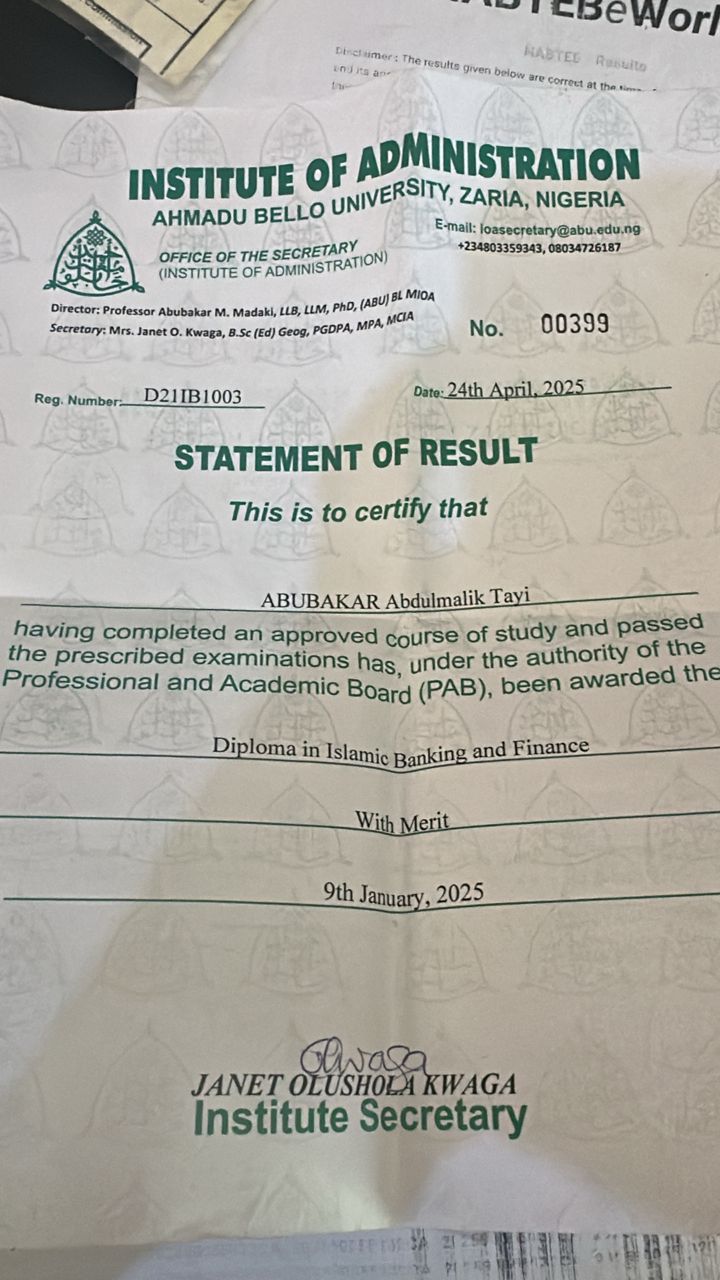 BeWorl
NABTEB Results
Disclaimer: The results given below are correct at the
INSTITUTE OF ADMINISTRATION
AHMADU BELLO UNIVERSITY, ZARIA, NIGERIA
E-mail: Ioasecretary@abu.edu.ng
+234803359343, 08034726187
OFFICE OF THE SECRETARY
(INSTITUTE OF ADMINISTRATION)
Director: Professor Abubakar M. Madaki, LLB, LLM, PhD, (ABU) BL MIOA
Secretary: Mrs. Janet O. Kwaga, B.Sc (Ed) Geog, PGDPA, MPA, MCIA
No. 00399
Reg. Number: D21IB1003
Date: 24th April, 2025
STATEMENT OF RESULT
This is to certify that
ABUBAKAR Abdulmalik Tayi
having completed an approved course of study and passed
the prescribed examinations has, under the authority of the
Professional and Academic Board (PAB), been awarded the
Diploma in Islamic Banking and Finance
With Merit
9th January, 2025
JANET OLUSHOLA KWAGA
Institute Secretary